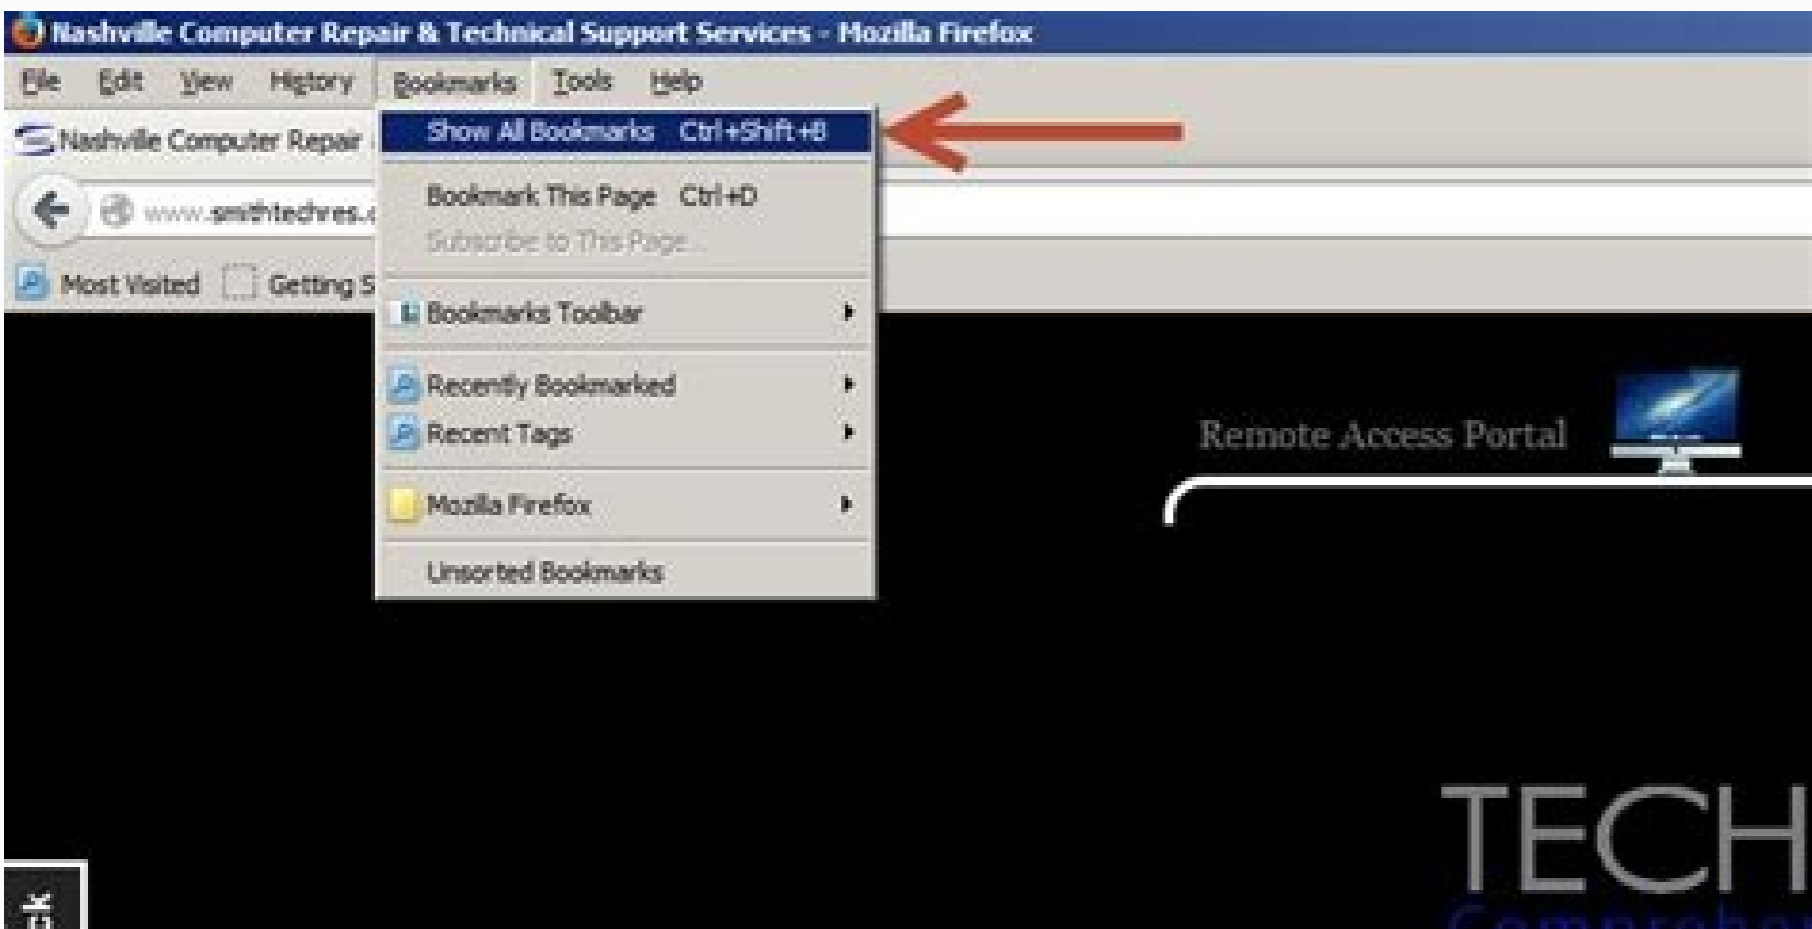 Nashville Computer Repair & Technical Support Services - Mozilla Firefox
File Edit View History Bookmarks Tools Help
Nashville Computer Repair
Show All Bookmarks Ctrl+Shift+B
Bookmark This Page Ctrl+D
www.smithtechres.c
Subscribe to This Page...
Most Visited Getting S
Bookmarks Toolbar
Recently Bookmarked
Recent Tags
Remote Access Portal
Mozilla Firefox
Unsorted Bookmarks
TECH
ck